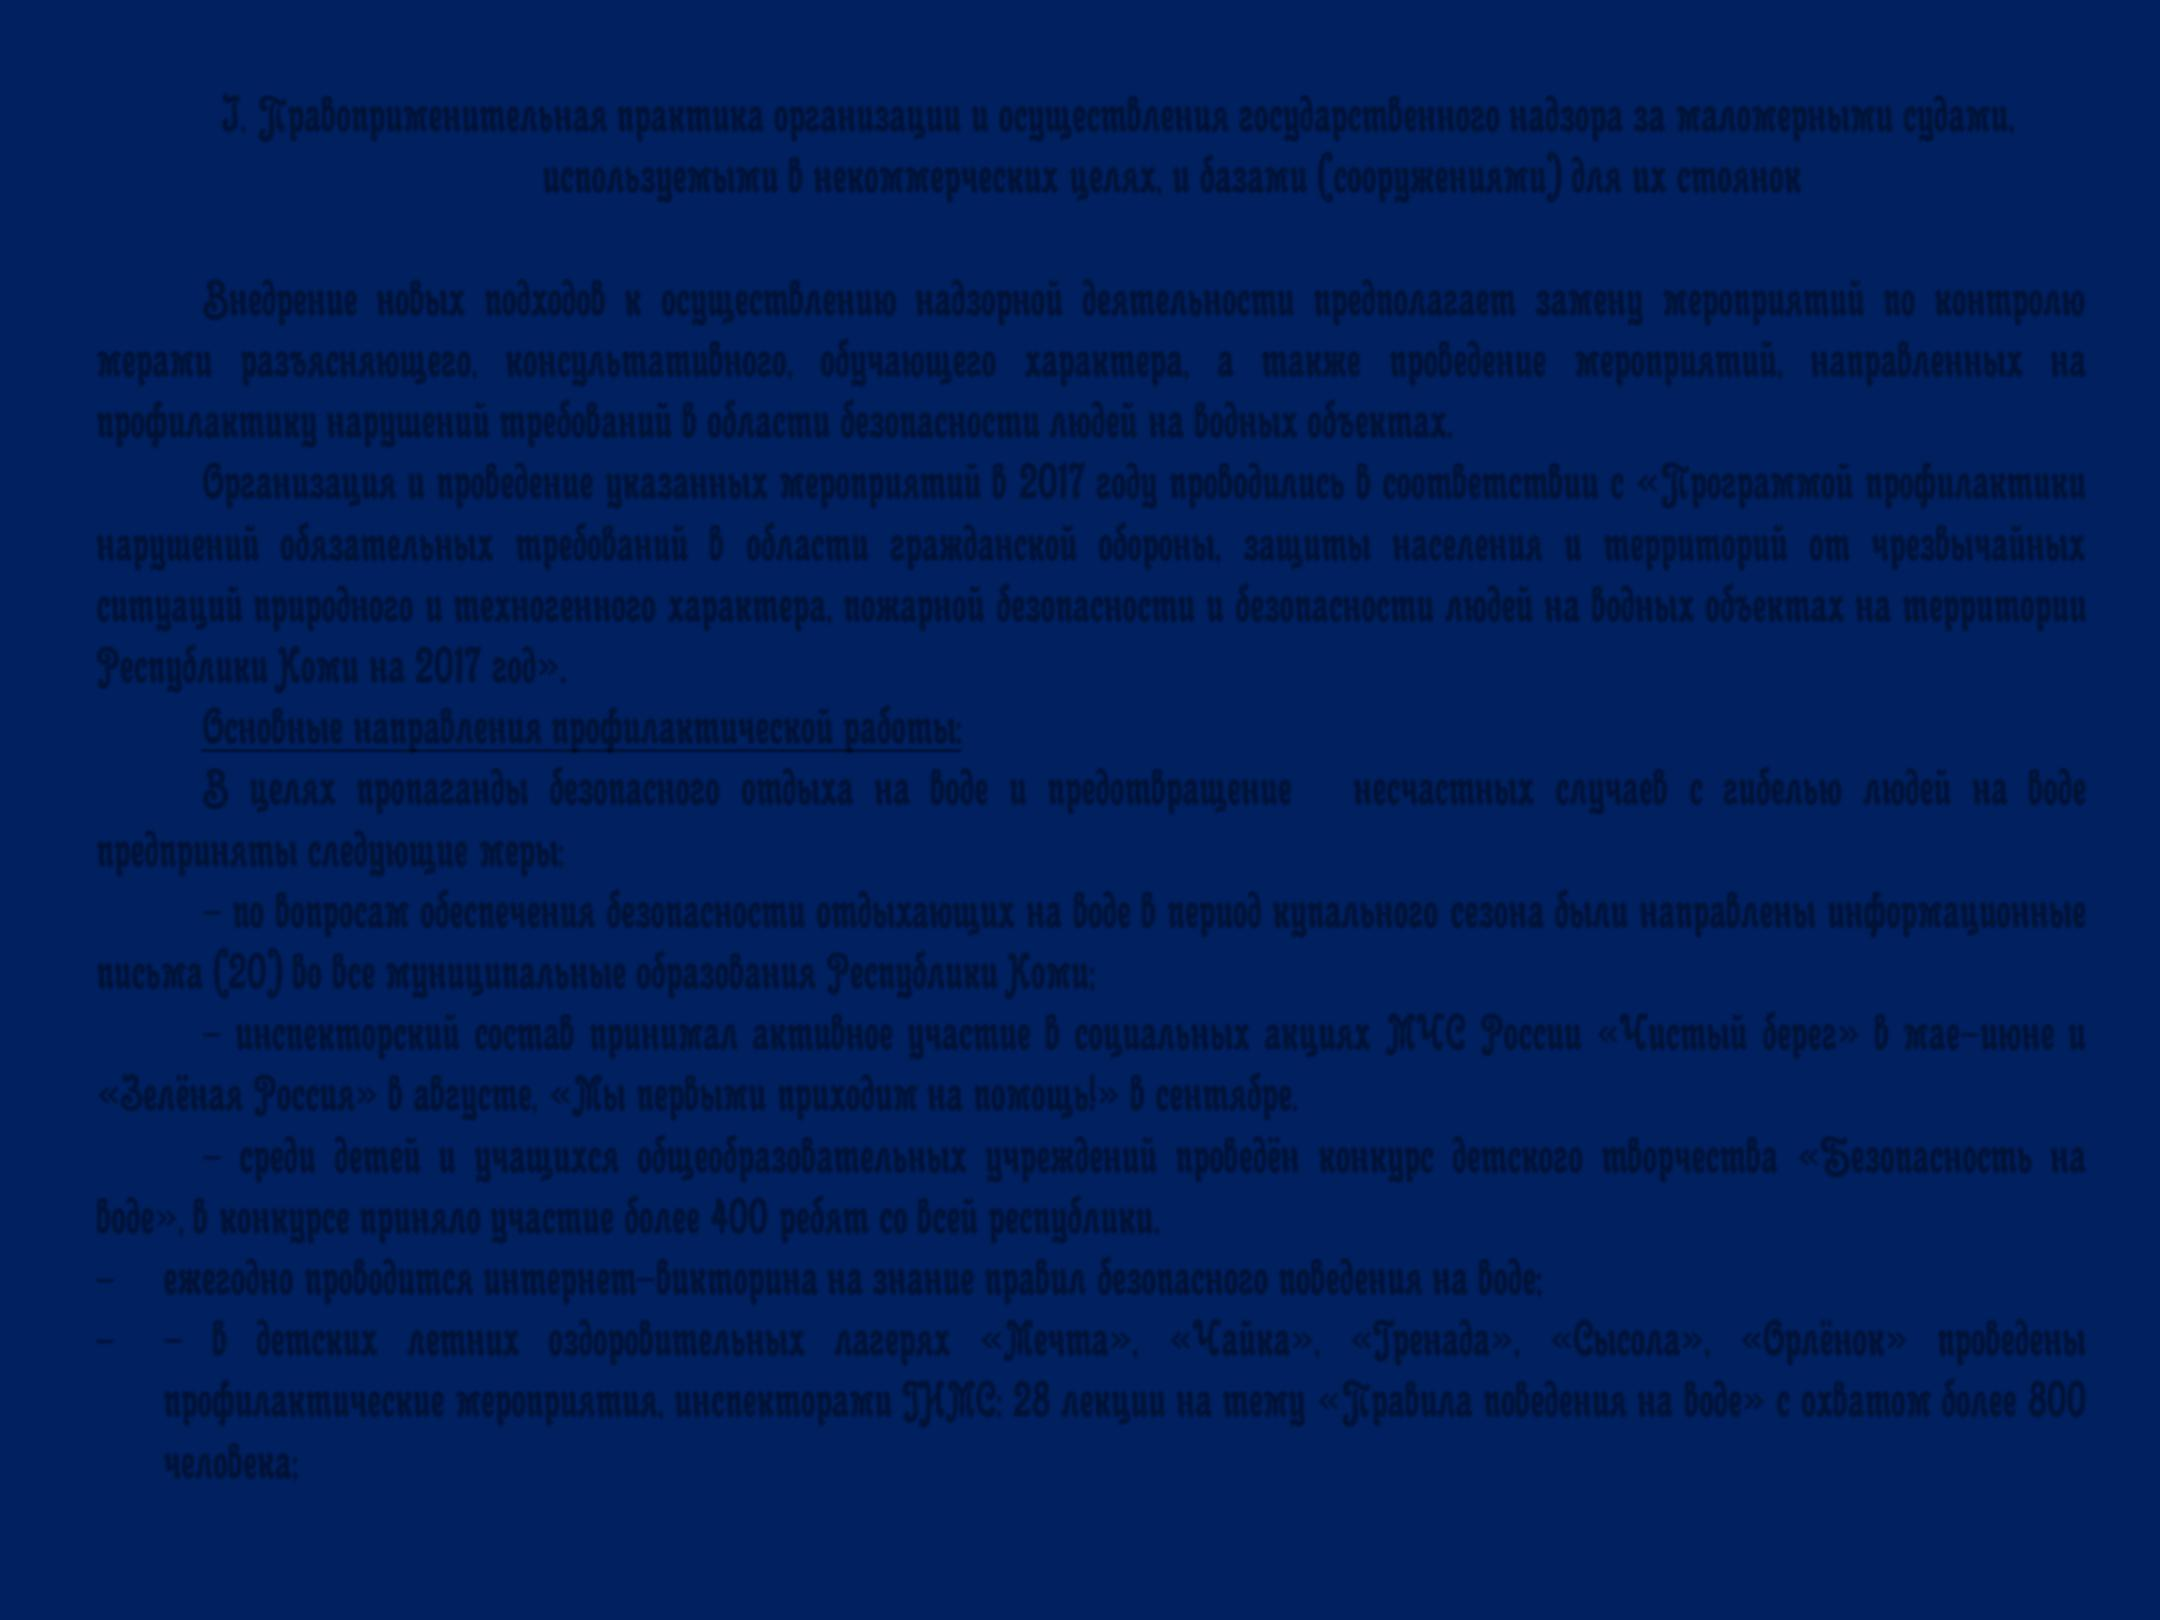 I. Правоприменительная практика организации и осуществления государственного надзора за маломерными судами,
используемыми в некоммерческих целях, и базами (сооружениями) для их стоянок
Внедрение новых подходов к осуществлению надзорной деятельности предполагает замену мероприятий по контролю
мерами разъясняющего, консультативного, обучающего характера, а также проведение мероприятий, направленных на
профилактику нарушений требований в области безопасности людей на водных объектах.
Организация и проведение указанных мероприятий в 2017 году проводились в соответствии с «Программой профилактики
нарушений обязательных требований в области гражданской обороны, защиты населения и территорий от чрезвычайных
ситуаций природного и техногенного характера, пожарной безопасности и безопасности людей на водных объектах на территории
Республики Коми на 2017 год».
Основные направления профилактической работы:
В целях пропаганды безопасного отдыха на воде и предотвращение несчастных случаев с гибелью людей на воде
предприняты следующие меры:
- по вопросам обеспечения безопасности отдыхающих на воде в период купального сезона были направлены информационные
письма (20) во все муниципальные образования Республики Коми;
- инспекторский состав принимал активное участие в социальных акциях МЧС России «Чистый берег» в мае-июне и
«Зелёная Россия» в августе, «Мы первыми приходим на помощь!» в сентябре.
- среди детей и учащихся общеобразовательных учреждений проведён конкурс детского творчества «Безопасность на
воде», в конкурсе приняло участие более 400 ребят со всей республики.
- ежегодно проводится интернет-викторина на знание правил безопасного поведения на воде;
- - в детских летних оздоровительных лагерях «Мечта», «Чайка», «Гренада», «Сысола», «Орлёнок» проведены
профилактические мероприятия, инспекторами ГИМС: 28 лекции на тему «Правила поведения на воде» с охватом более 800
человека;